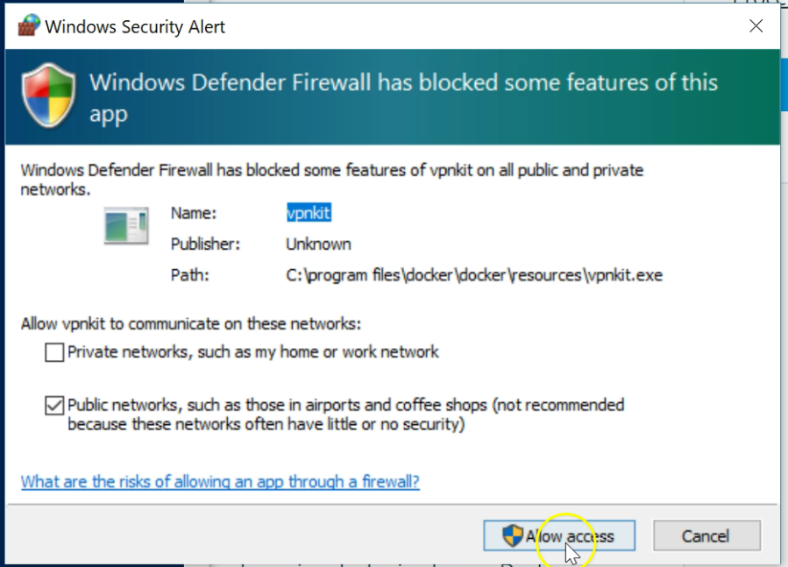 Windows Security Alert
Windows Defender Firewall has blocked some features of this
app
Windows Defender Firewall has blocked some features of vpnkit on all public and private
networks.
Name: vpnkit
Publisher: Unknown
Path: C:\program files\docker\docker\resources\vpnkit.exe
Allow vpnkit to communicate on these networks:
Private networks, such as my home or work network
Public networks, such as those in airports and coffee shops (not recommended
because these networks often have little or no security)
What are the risks of allowing an app through a firewall?
Allow access Cancel